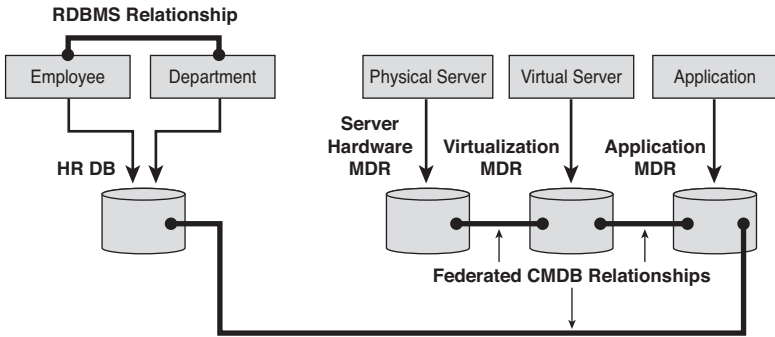 RDBMS Relationship
Employee
Department
Physical Server
Virtual Server
Application
HR DB
Server
Hardware
MDR
Virtualization
MDR
Application
MDR
Federated CMDB Relationships